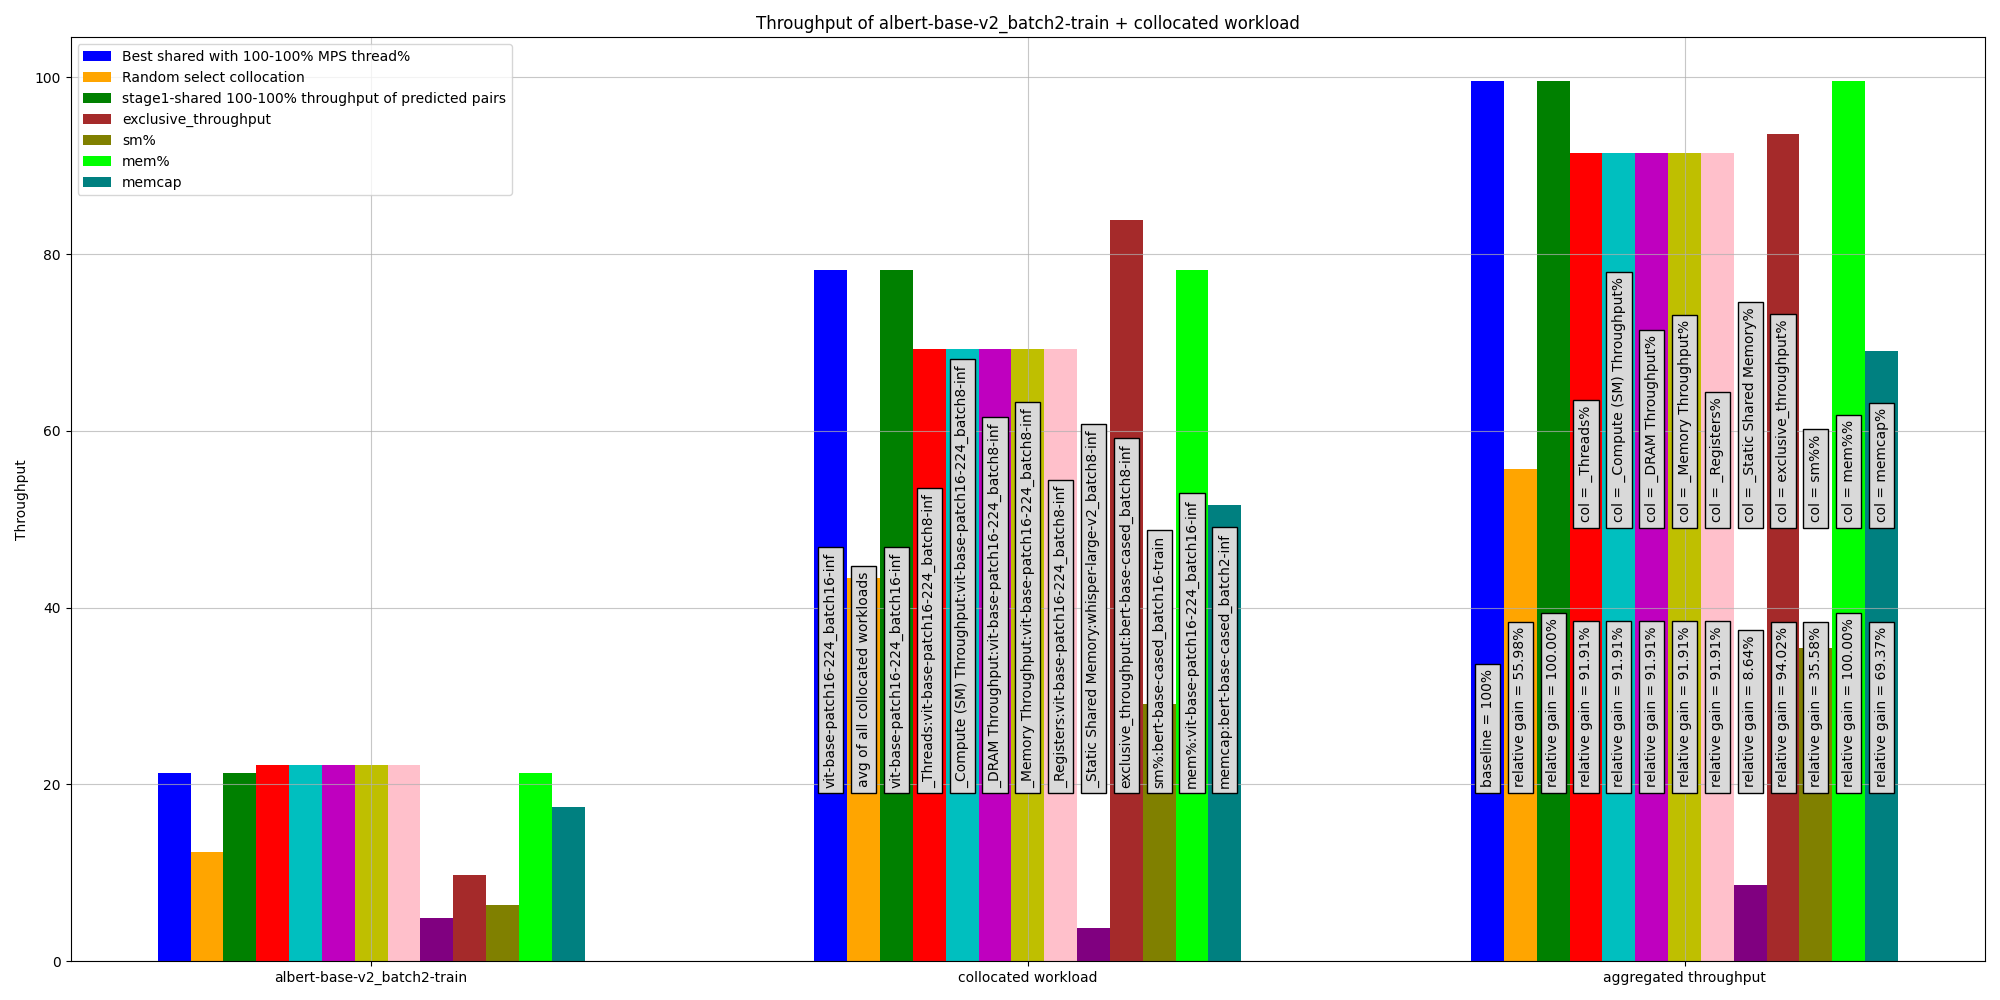 Throughput of albert-base-v2_batch2-train + collocated workload
Best shared with 100-100% MPS thread%
Random select collocation
stage1-shared 100-100% throughput of predicted pairs
exclusive_throughput
sm%
mem%
memcap
Throughput
100
80
60
40
20
0
vit-base-patch16-224_batch16-inf
avg of all collocated workloads
vit-base-patch16-224_batch16-inf
_Threads:vit-base-patch16-224_batch8-inf
_Compute (SM) Throughput:vit-base-patch16-224_batch8-inf
_DRAM Throughput:vit-base-patch16-224_batch8-inf
_Memory Throughput:vit-base-patch16-224_batch8-inf
_Registers:vit-base-patch16-224_batch8-inf
_Static Shared Memory:whisper-large-v2_batch8-inf
exclusive_throughput:bert-base-cased_batch8-inf
sm%:bert-base-cased_batch16-train
mem%:vit-base-patch16-224_batch16-inf
memcap:bert-base-cased_batch2-inf
col = _Threads%
col = _Compute (SM) Throughput%
col = _DRAM Throughput%
col = _Memory Throughput%
col = _Registers%
col = _Static Shared Memory%
col = exclusive_throughput%
col = sm%%
col = mem%%
col = memcap%
baseline = 100%
relative gain = 55.98%
relative gain = 100.00%
relative gain = 91.91%
relative gain = 91.91%
relative gain = 91.91%
relative gain = 91.91%
relative gain = 91.91%
relative gain = 8.64%
relative gain = 94.02%
relative gain = 35.58%
relative gain = 100.00%
relative gain = 69.37%
albert-base-v2_batch2-train
collocated workload
aggregated throughput